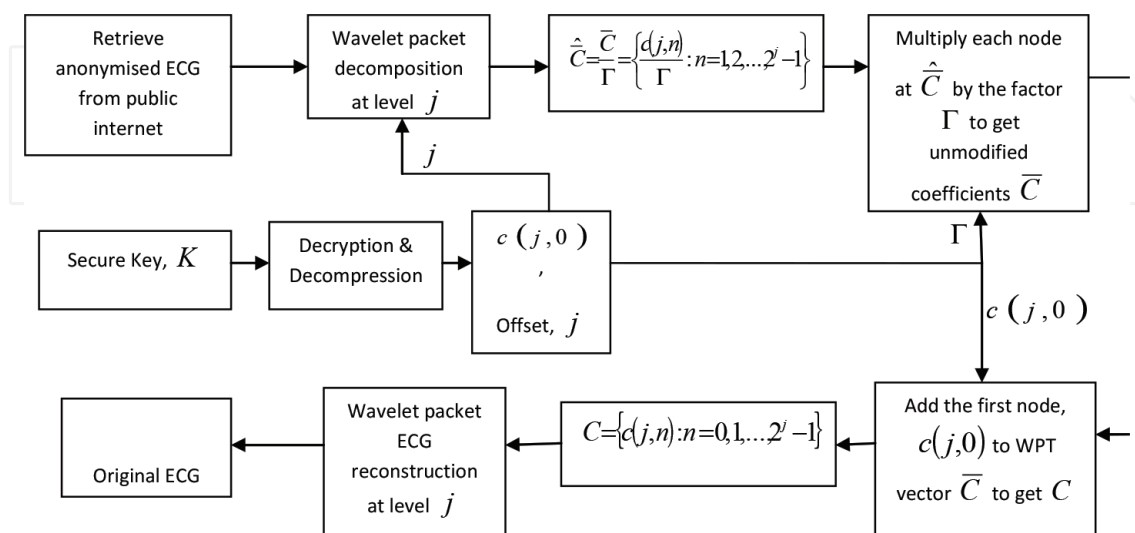 Retrieve
anonymised ECG
from public
internet
Wavelet packet
decomposition
at level j
Ĉ̄=C̄/Γ={c(j,n)/Γ:n=1,2,...,2^j−1}
Multiply each node
at Ĉ̄ by the factor
Γ to get
unmodified
coefficients C̄
j
Secure Key, K
Decryption &
Decompression
c (j,0)
,
Offset, j
Γ
c (j,0)
Original ECG
Wavelet packet
ECG
reconstruction
at level j
C={c(j,n):n=0,1,...,2^j−1}
Add the first node,
c(j,0) to WPT
vector C̄ to get C